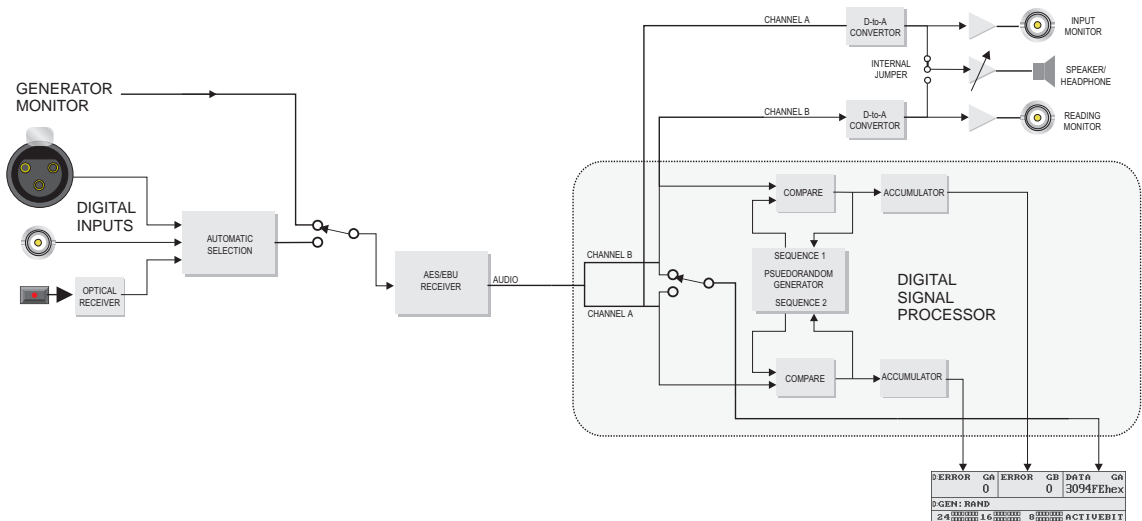 CHANNEL A
D-to-A
CONVERTOR
INPUT
MONITOR
INTERNAL
JUMPER
SPEAKER/
HEADPHONE
GENERATOR
MONITOR
CHANNEL B
D-to-A
CONVERTOR
READING
MONITOR
DIGITAL
INPUTS
AUTOMATIC
SELECTION
OPTICAL
RECEIVER
AES/EBU
RECEIVER
AUDIO
CHANNEL B
CHANNEL A
COMPARE
ACCUMULATOR
SEQUENCE 1
PSUEDORANDOM
GENERATOR
SEQUENCE 2
DIGITAL
SIGNAL
PROCESSOR
COMPARE
ACCUMULATOR
ERROR GA ERROR GB DATA GA
0 0 3094FEhex
GEN: RAND
24 16 8 ACTIVEBIT